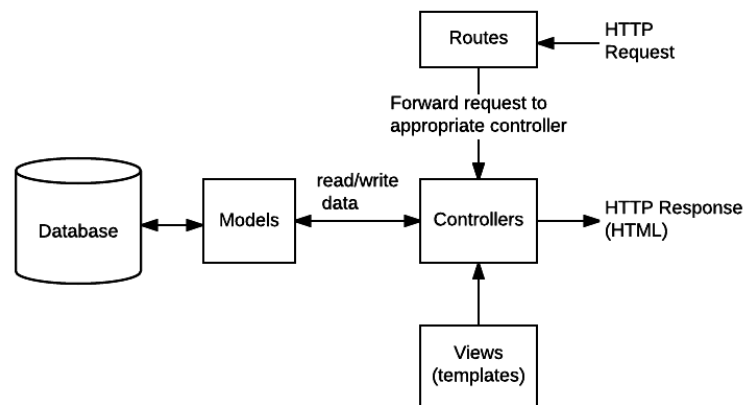 Routes
HTTP
Request
Forward request to
appropriate controller
Database
Models
read/write
data
Controllers
HTTP Response
(HTML)
Views
(templates)